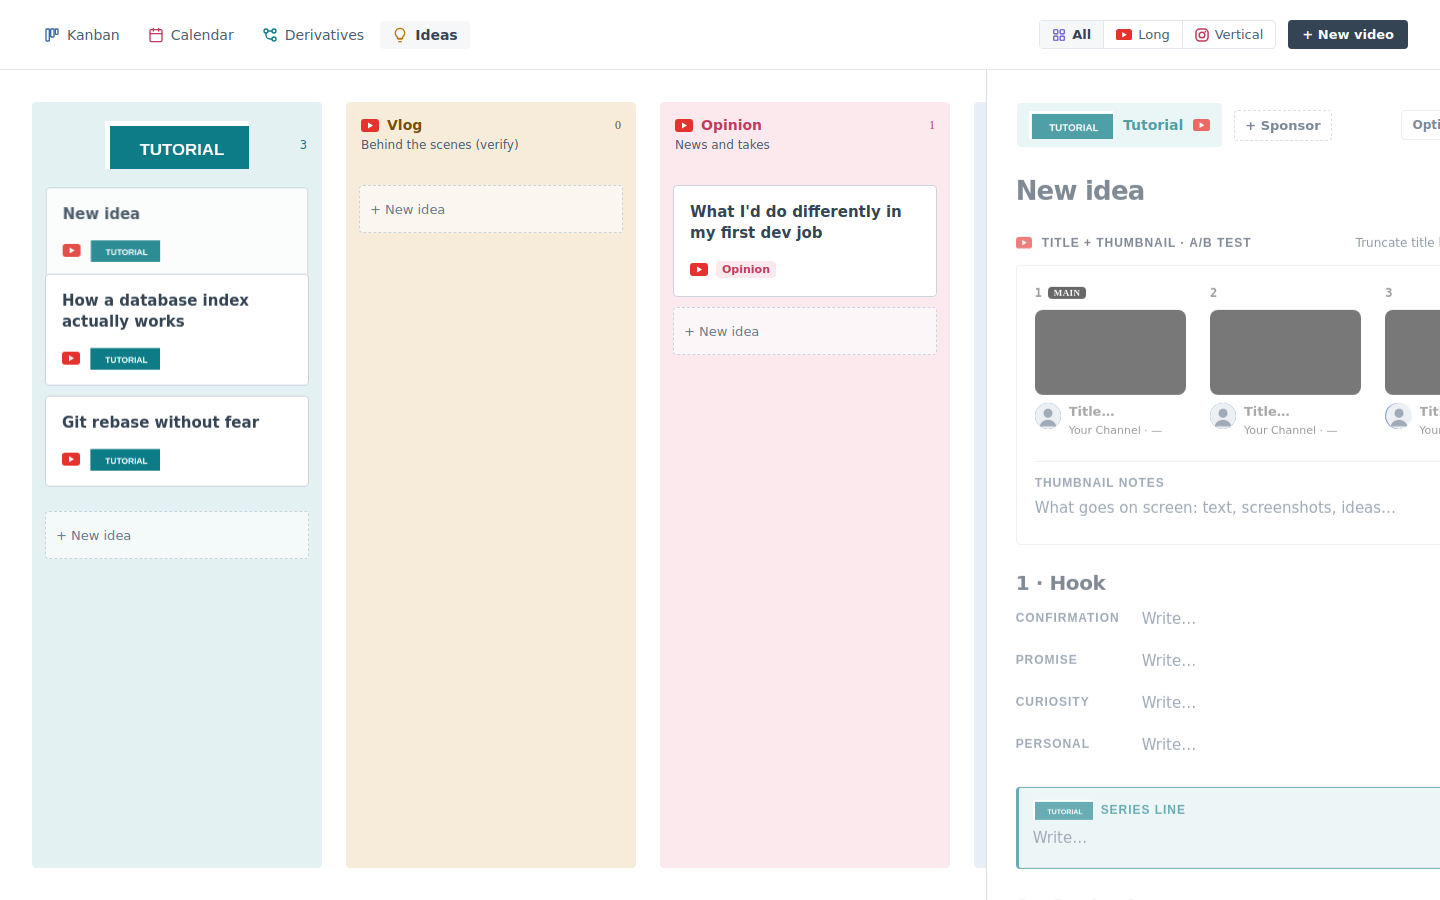 Kanban
Calendar
Derivatives
Ideas
All
Long
Vertical
+ New video
TUTORIAL
3
New idea
TUTORIAL
How a database index
actually works
TUTORIAL
Git rebase without fear
TUTORIAL
+ New idea
Vlog
0
Behind the scenes (verify)
+ New idea
Opinion
1
News and takes
What I'd do differently in
my first dev job
Opinion
+ New idea
TUTORIAL
Tutorial
+ Sponsor
Opti
New idea
TITLE + THUMBNAIL · A/B TEST
Truncate title
1 MAIN
2
3
Title…
Your Channel · —
Title…
Your Channel · —
Tit
You
THUMBNAIL NOTES
What goes on screen: text, screenshots, ideas…
1 · Hook
CONFIRMATION
Write…
PROMISE
Write…
CURIOSITY
Write…
PERSONAL
Write…
TUTORIAL
SERIES LINE
Write…